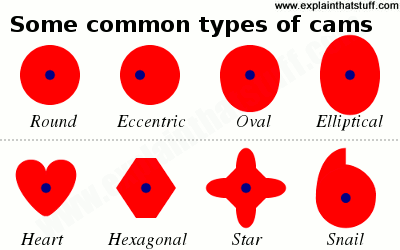 www.explainthatstuff.com
Some common types of cams
Round Eccentric Oval Elliptical
Heart Hexagonal Star Snail